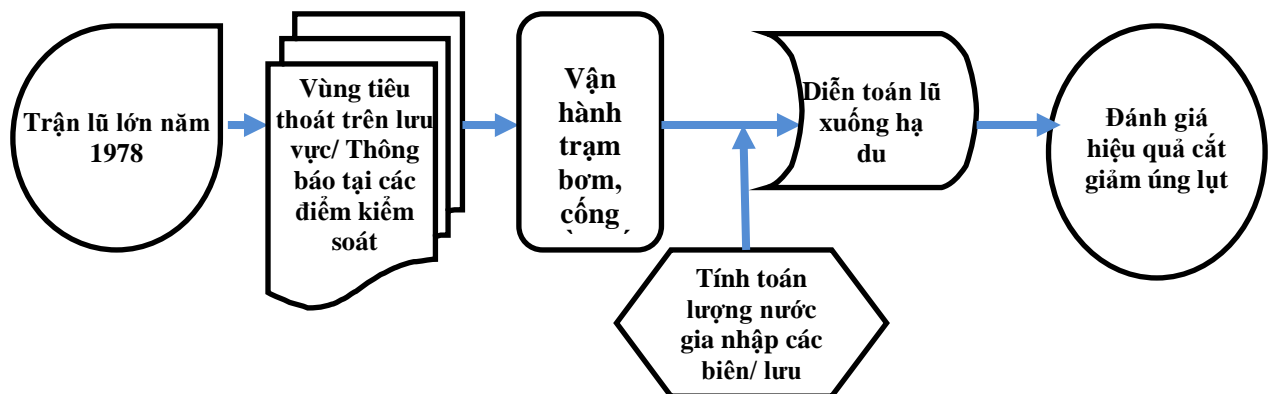 Trận lũ lớn năm
1978
Vùng tiêu
thoát trên lưu
vực/ Thông
báo tại các
điểm kiểm
soát
Vận
hành
trạm
bơm,
cống
Diễn toán lũ
xuống hạ
du
Tính toán
lượng nước
gia nhập các
biên/ lưu
Đánh giá
hiệu quả cắt
giảm úng lụt